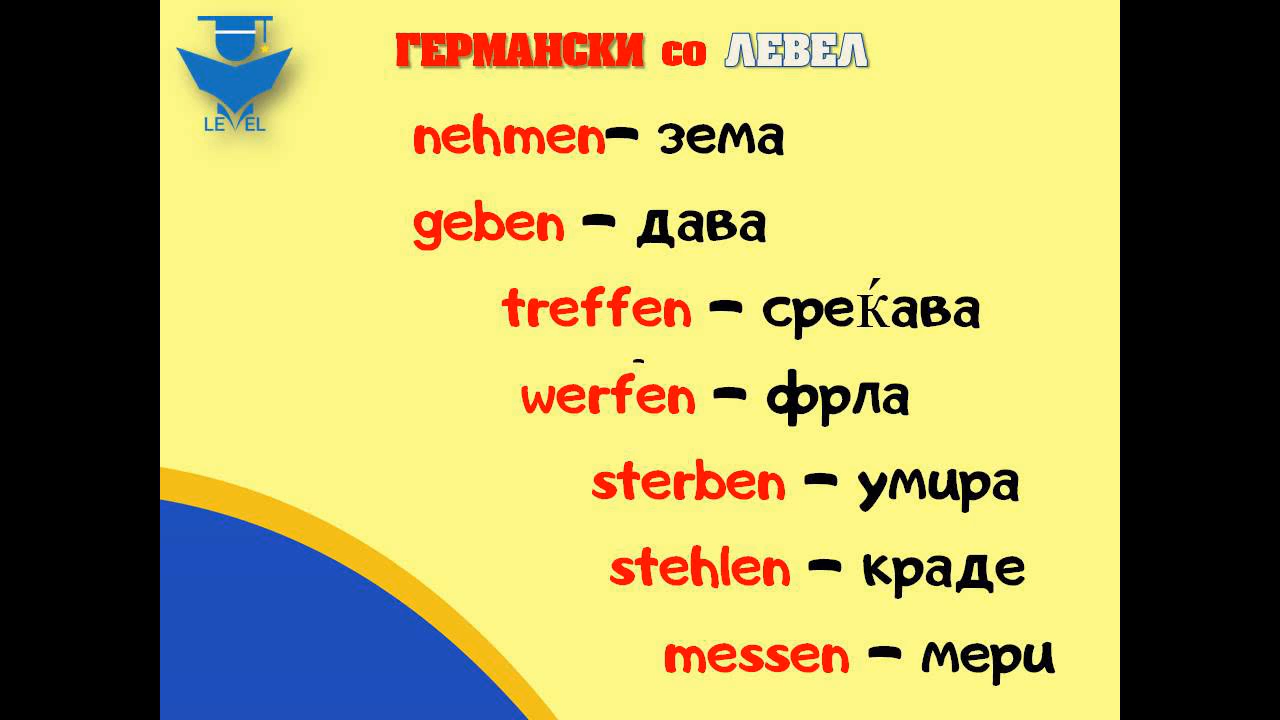 LEVEL
ГЕРМАНСКИ со ЛЕВЕЛ
nehmen– зема
geben – дава
treffen – среќава
werfen – фрла
sterben – умира
stehlen – краде
messen – мери